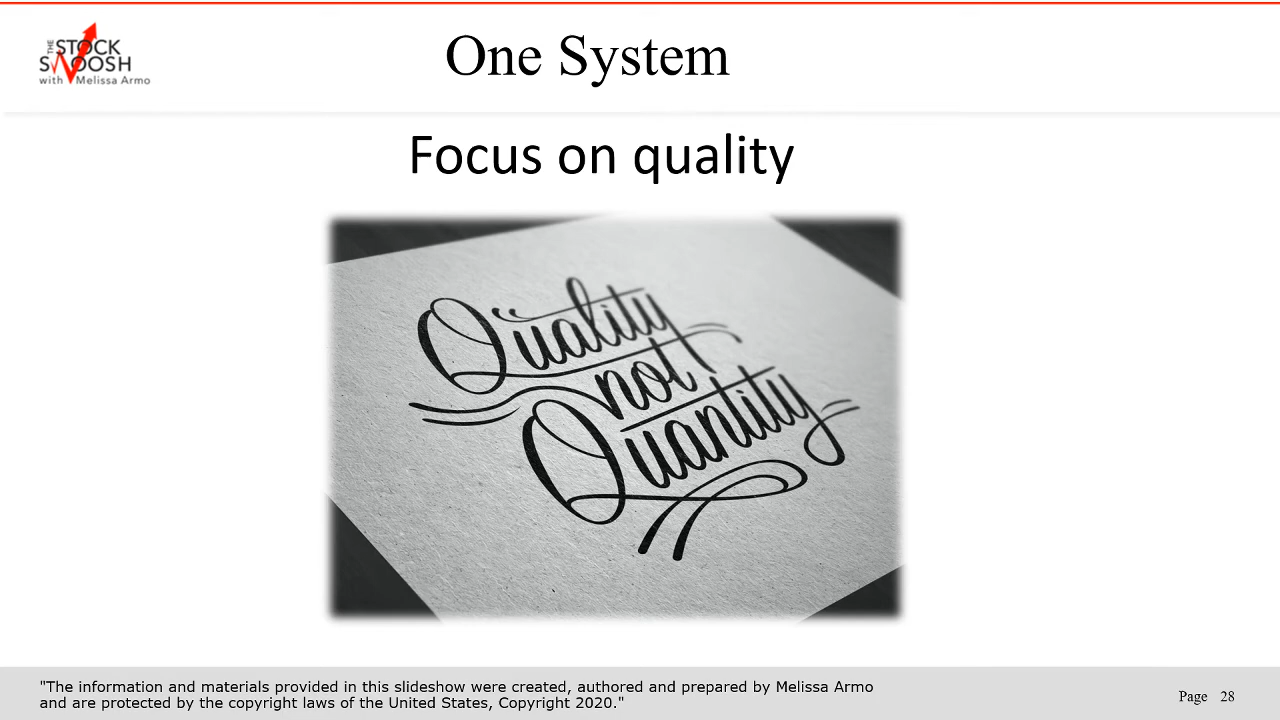 THE STOCK
SWOOSH
with Melissa Armo
One System
Focus on quality
Quality
not
Quantity
"The information and materials provided in this slideshow were created, authored and prepared by Melissa Armo
and are protected by the copyright laws of the United States, Copyright 2020."
Page 28